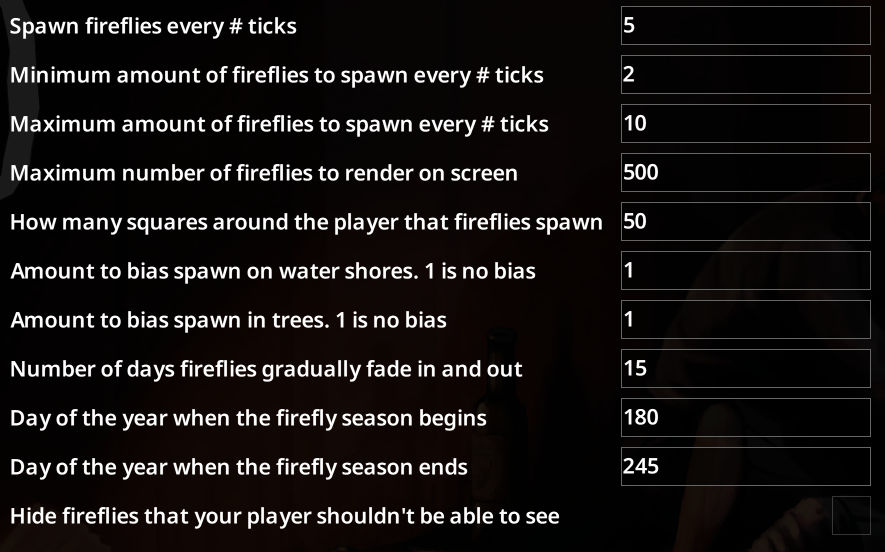 Spawn fireflies every # ticks 5
Minimum amount of fireflies to spawn every # ticks 2
Maximum amount of fireflies to spawn every # ticks 10
Maximum number of fireflies to render on screen 500
How many squares around the player that fireflies spawn 50
Amount to bias spawn on water shores. 1 is no bias 1
Amount to bias spawn in trees. 1 is no bias 1
Number of days fireflies gradually fade in and out 15
Day of the year when the firefly season begins 180
Day of the year when the firefly season ends 245
Hide fireflies that your player shouldn't be able to see